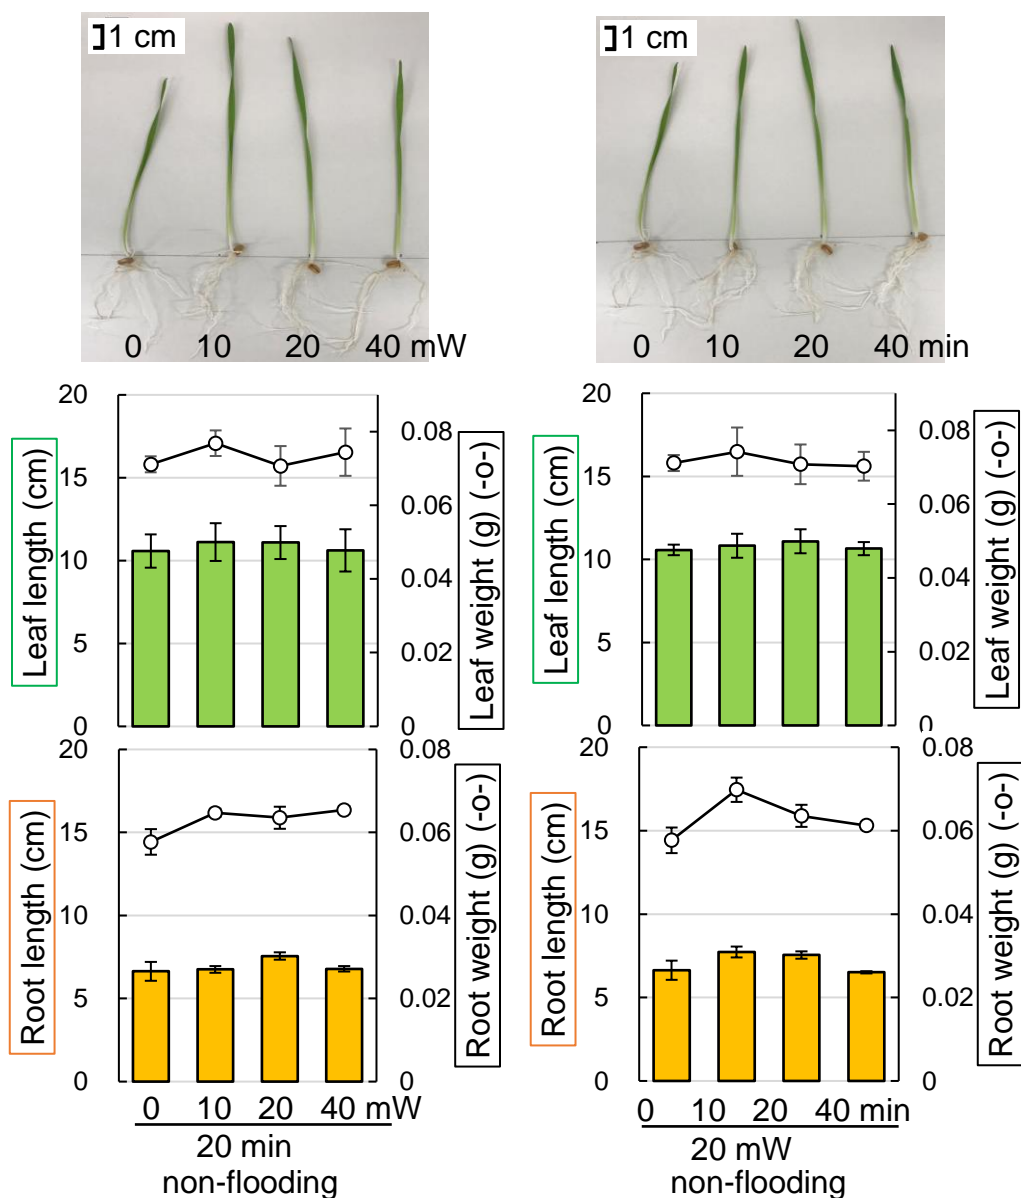 1 cm
0 10 20 40 mW
1 cm
0 10 20 40 min
Leaf length (cm)
20
15
10
5
0
0.08
0.06
0.04
0.02
0
Leaf weight (g) (-o-)
Leaf length (cm)
20
15
10
5
0
0.08
0.06
0.04
0.02
0
Leaf weight (g) (-o-)
Root length (cm)
20
15
10
5
0
0.08
0.06
0.04
0.02
0
Root weight (g) (-o-)
0 10 20 40 mW
20 min
non-flooding
Root length (cm)
20
15
10
5
0
0.08
0.06
0.04
0.02
0
Root weight (g) (-o-)
0 10 20 40 min
20 mW
non-flooding